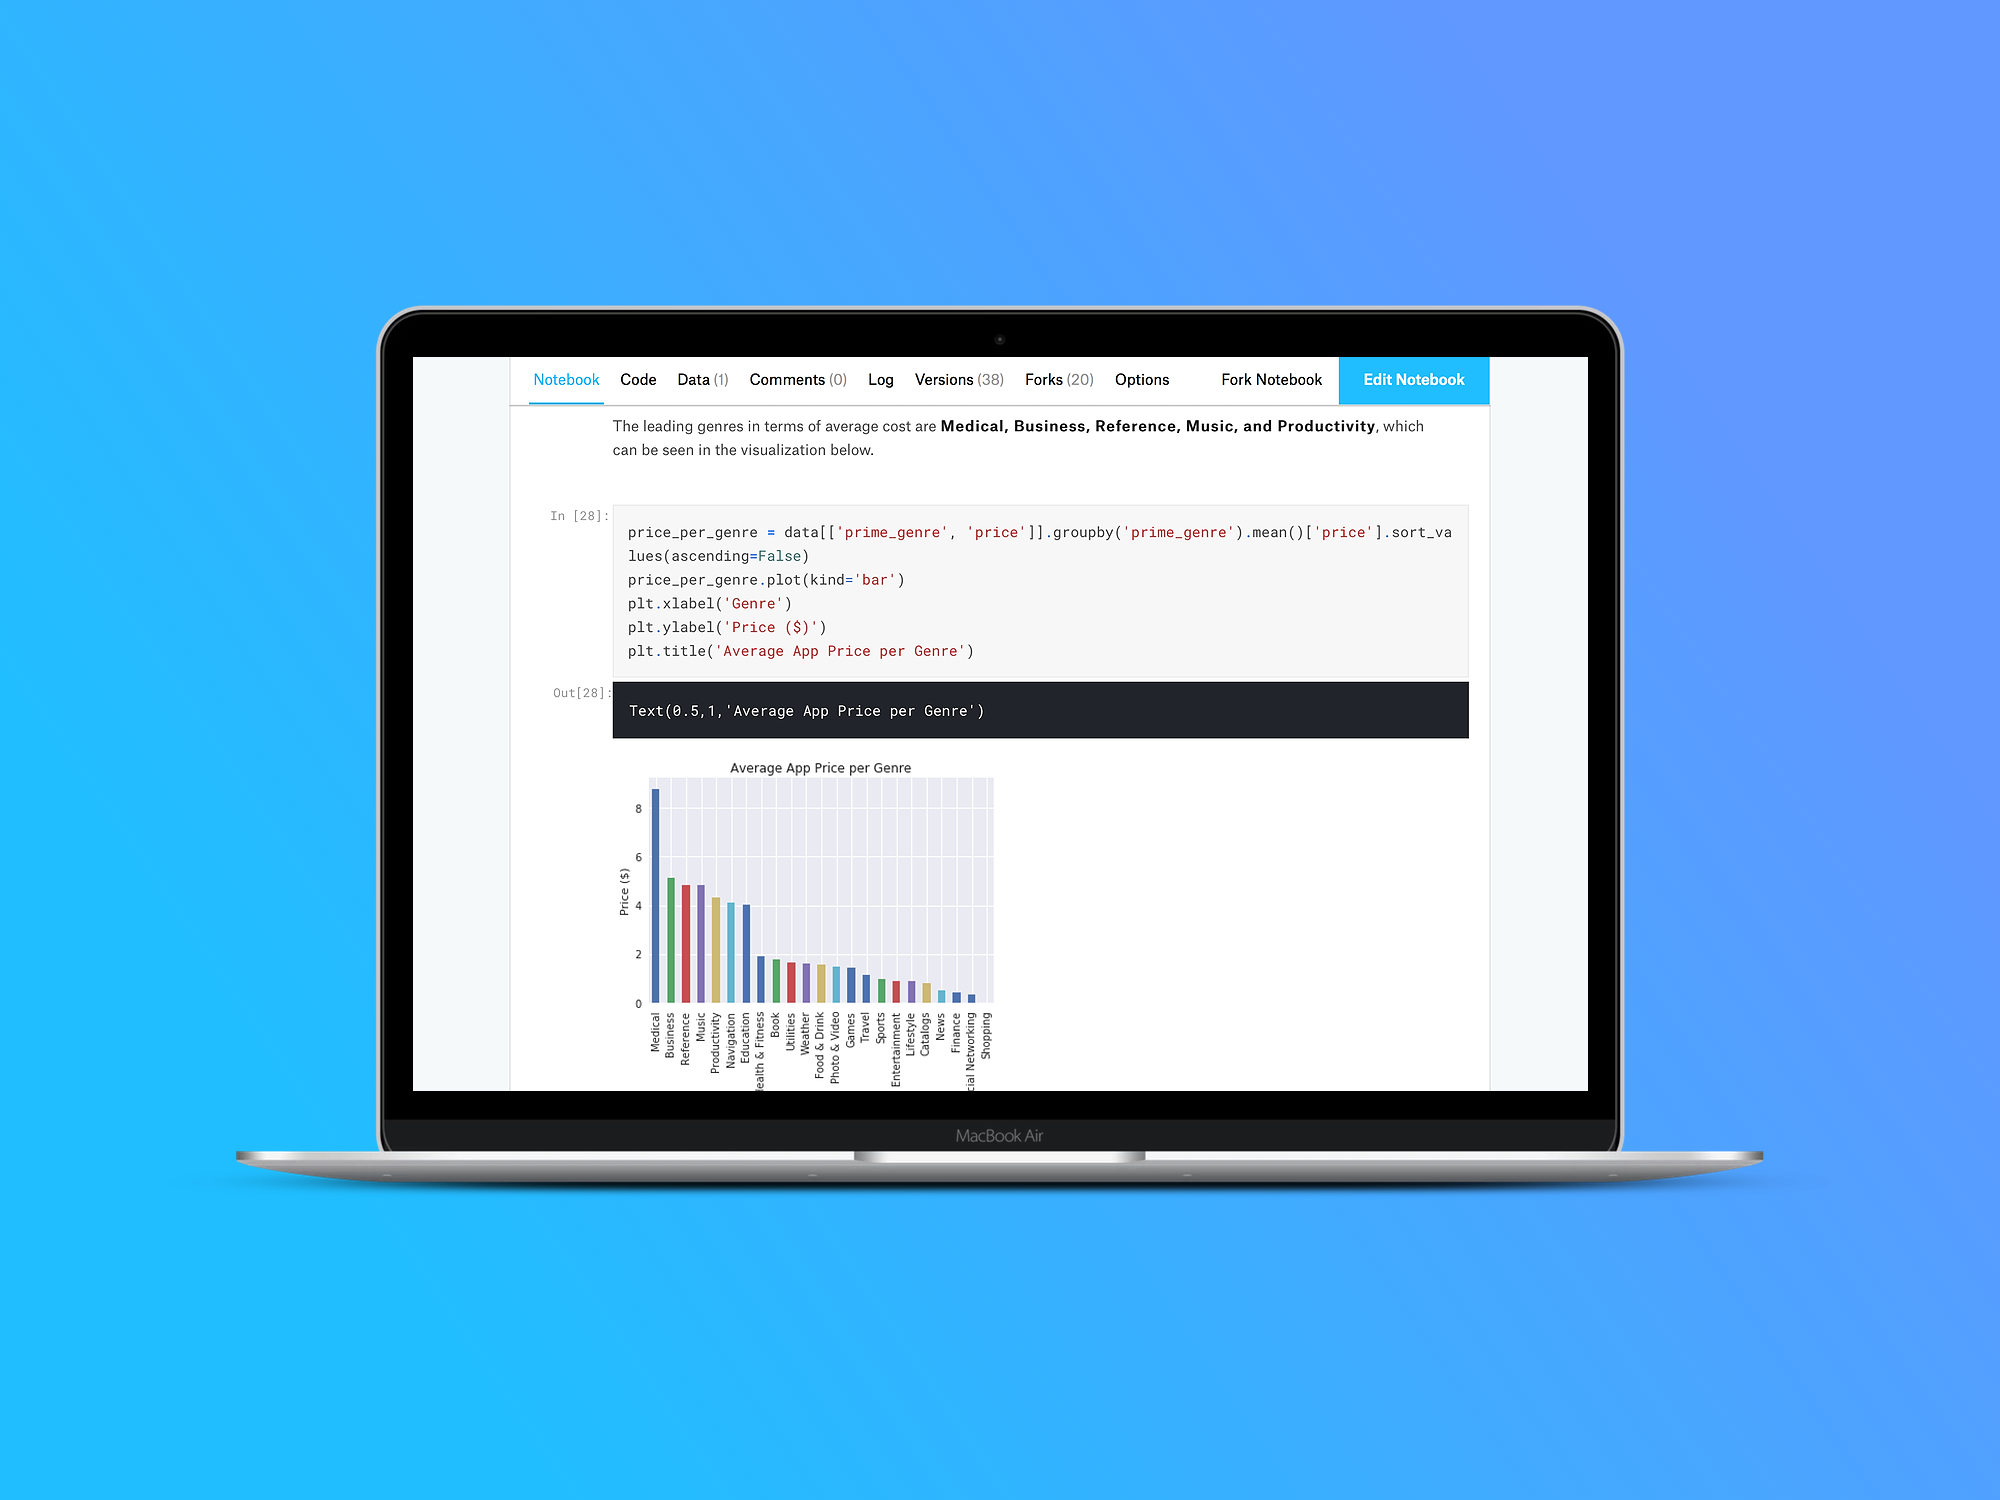 Notebook Code Data (1) Comments (0) Log Versions (38) Forks (20) Options Fork Notebook Edit Notebook
The leading genres in terms of average cost are Medical, Business, Reference, Music, and Productivity, which
can be seen in the visualization below.
In [28]:
price_per_genre = data[['prime_genre', 'price']].groupby('prime_genre').mean()['price'].sort_va
lues(ascending=False)
price_per_genre.plot(kind='bar')
plt.xlabel('Genre')
plt.ylabel('Price ($)')
plt.title('Average App Price per Genre')
Out[28]:
Text(0.5,1,'Average App Price per Genre')
Average App Price per Genre
Price ($)
8
6
4
2
0
Medical
Business
Reference
Music
Productivity
Navigation
Education
ealth & Fitness
Book
Utilities
Weather
Food & Drink
Photo & Video
Games
Travel
Sports
Entertainment
Lifestyle
Catalogs
News
Finance
cial Networking
Shopping
MacBook Air